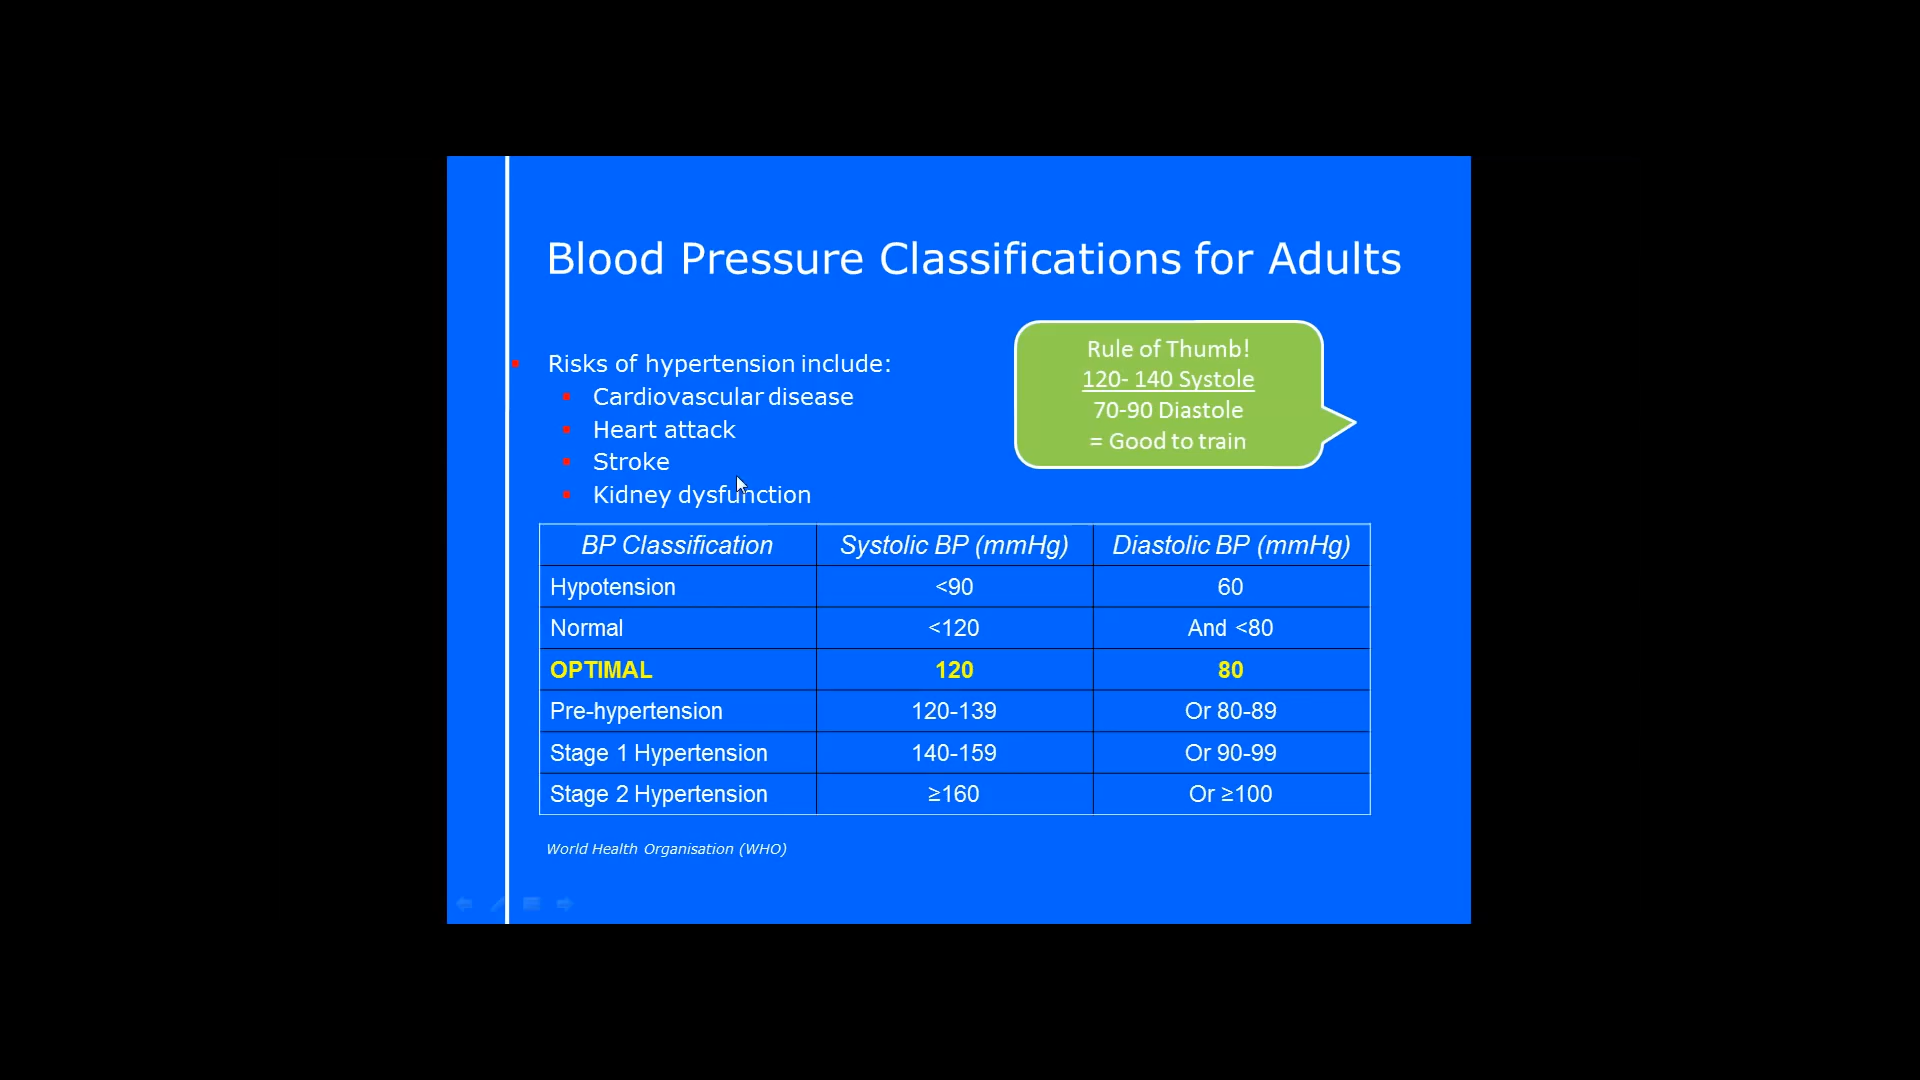 Blood Pressure Classifications for Adults
Risks of hypertension include:
Cardiovascular disease
Heart attack
Stroke
Kidney dysfunction
Rule of Thumb!
120- 140 Systole
70-90 Diastole
= Good to train
BP Classification Systolic BP (mmHg) Diastolic BP (mmHg)
Hypotension <90 60
Normal <120 And <80
OPTIMAL 120 80
Pre-hypertension 120-139 Or 80-89
Stage 1 Hypertension 140-159 Or 90-99
Stage 2 Hypertension ≥160 Or ≥100
World Health Organisation (WHO)